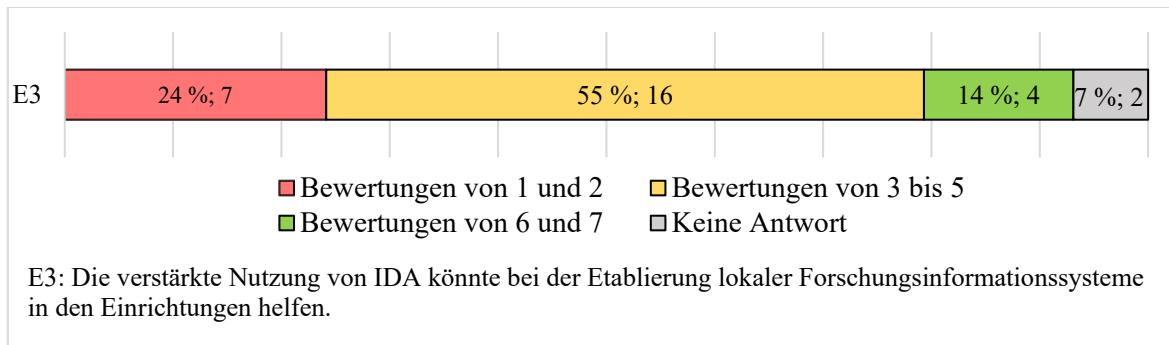 E3 24 %; 7 55 %; 16 14 %; 4 7 %; 2
Bewertungen von 1 und 2 Bewertungen von 3 bis 5
Bewertungen von 6 und 7 Keine Antwort
E3: Die verstärkte Nutzung von IDA könnte bei der Etablierung lokaler Forschungsinformationssysteme
in den Einrichtungen helfen.